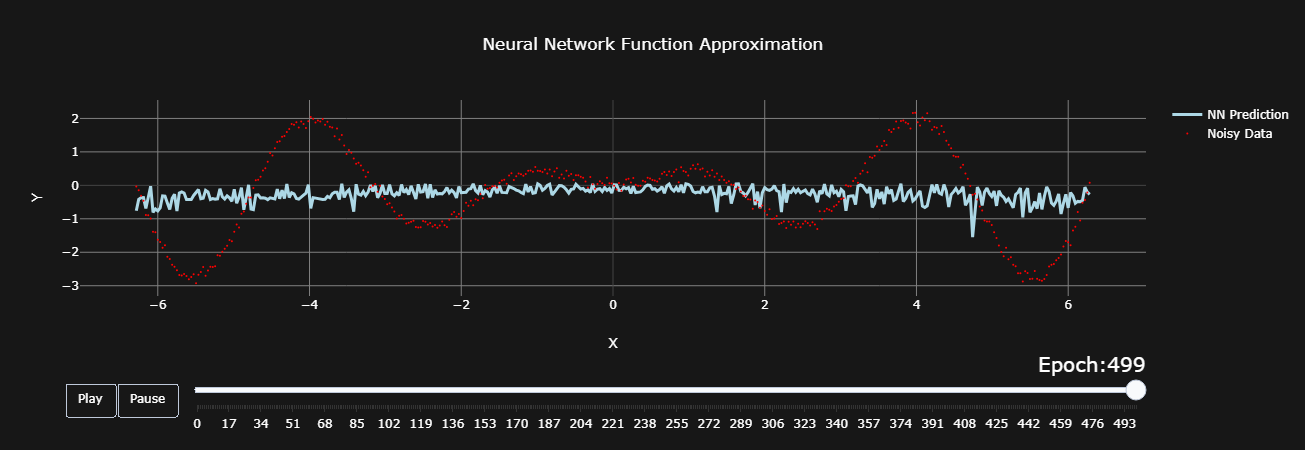 Neural Network Function Approximation
NN Prediction
Noisy Data
2
1
0
−1
−2
−3
Y
−6 −4 −2 0 2 4 6
X
Epoch:499
Play Pause
0 17 34 51 68 85 102 119 136 153 170 187 204 221 238 255 272 289 306 323 340 357 374 391 408 425 442 459 476 493